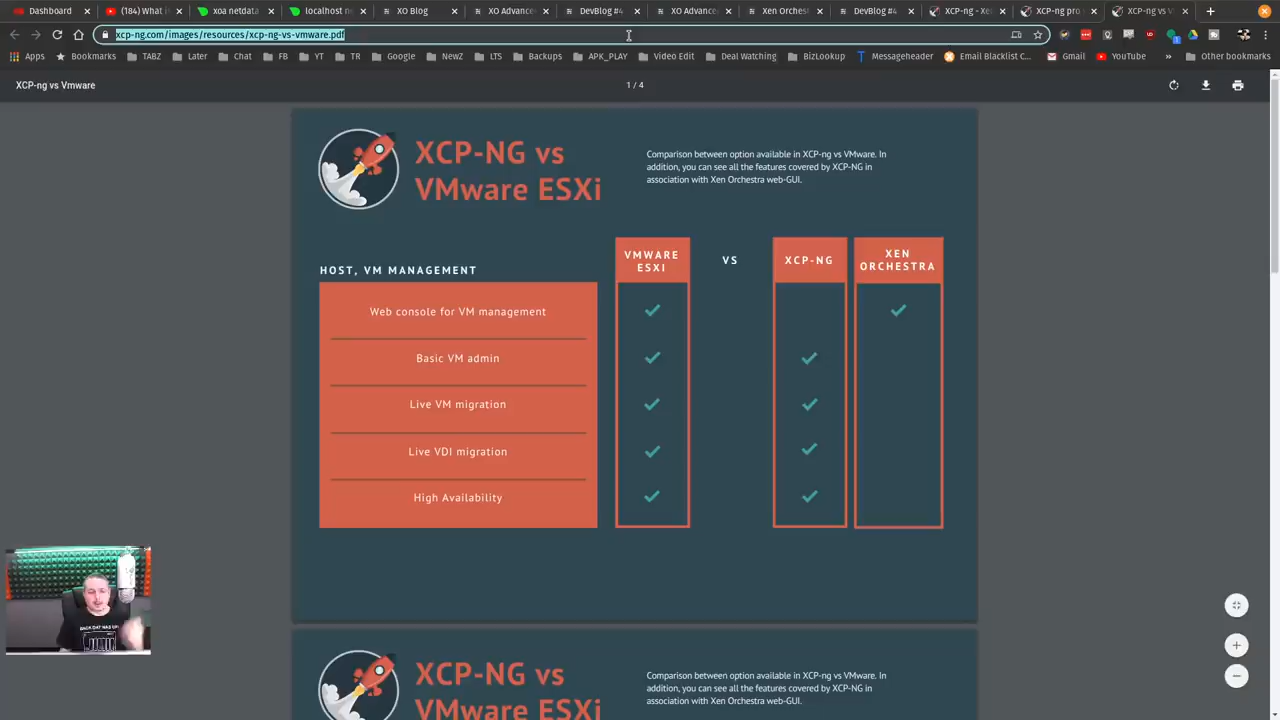 Dashboard
(184) What i
xoa netdata
localhost ne
XO Blog
XO Advance
DevBlog #4
XO Advanc
Xen Orchest
DevBlog #4
XCP-ng - Xe
XCP-ng pro
XCP-ng vs V
xcp-ng.com/images/resources/xcp-ng-vs-vmware.pdf
Apps
Bookmarks
TABZ
Later
Chat
FB
YT
TR
Google
NewZ
LTS
Backups
APK_PLAY
Video Edit
Deal Watching
BizLookup
Messageheader
Email Blacklist C...
Gmail
YouTube
»
Other bookmarks
XCP-ng vs Vmware
1 / 4
XCP-NG vs
VMware ESXi
Comparison between option available in XCP-ng vs VMware. In
addition, you can see all the features covered by XCP-NG in
association with Xen Orchestra web-GUI.
HOST, VM MANAGEMENT
VMWARE
ESXI
VS
XCP-NG
XEN
ORCHESTRA
Web console for VM management
Basic VM admin
Live VM migration
Live VDI migration
High Availability
XCP-NG vs
VMware ESXi
Comparison between option available in XCP-ng vs VMware. In
addition, you can see all the features covered by XCP-NG in
association with Xen Orchestra web-GUI.